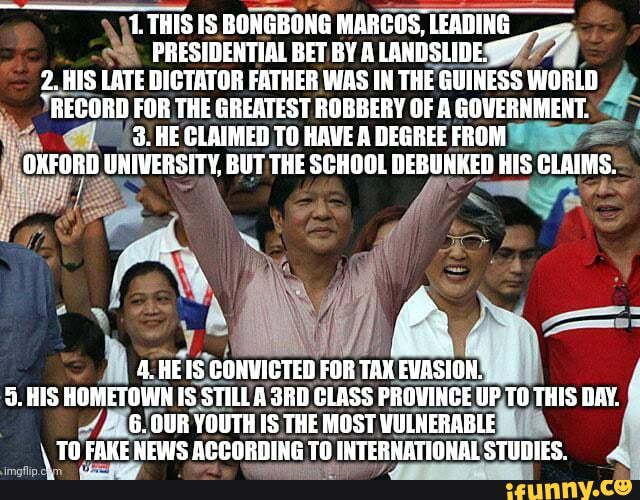 1. THIS IS BONGBONG MARCOS, LEADING
PRESIDENTIAL BET BY A LANDSLIDE.
2. HIS LATE DICTATOR FATHER WAS IN THE GUINESS WORLD
RECORD FOR THE GREATEST ROBBERY OF A GOVERNMENT.
3. HE CLAIMED TO HAVE A DEGREE FROM
OXFORD UNIVERSITY, BUT THE SCHOOL DEBUNKED HIS CLAIMS.
4. HE IS CONVICTED FOR TAX EVASION.
5. HIS HOMETOWN IS STILL A 3RD CLASS PROVINCE UP TO THIS DAY.
6. OUR YOUTH IS THE MOST VULNERABLE
TO FAKE NEWS ACCORDING TO INTERNATIONAL STUDIES.
imgflip.com
ifunny.co